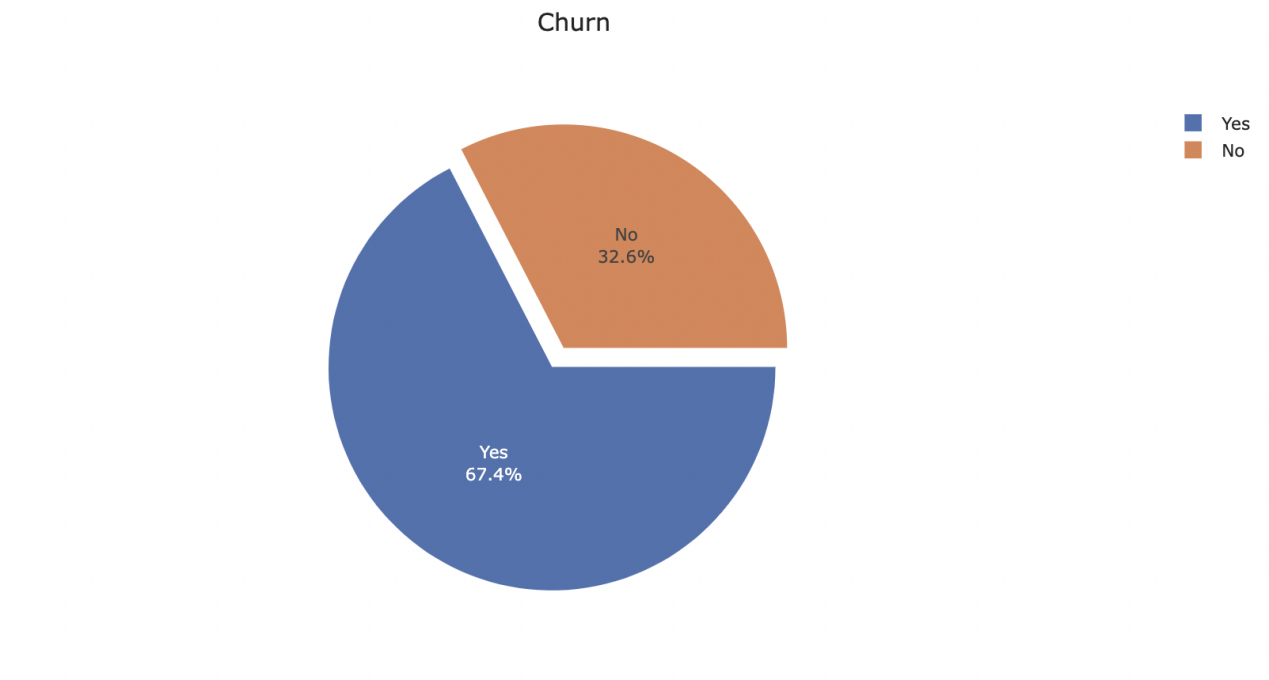 Churn
Yes
No
No
32.6%
Yes
67.4%